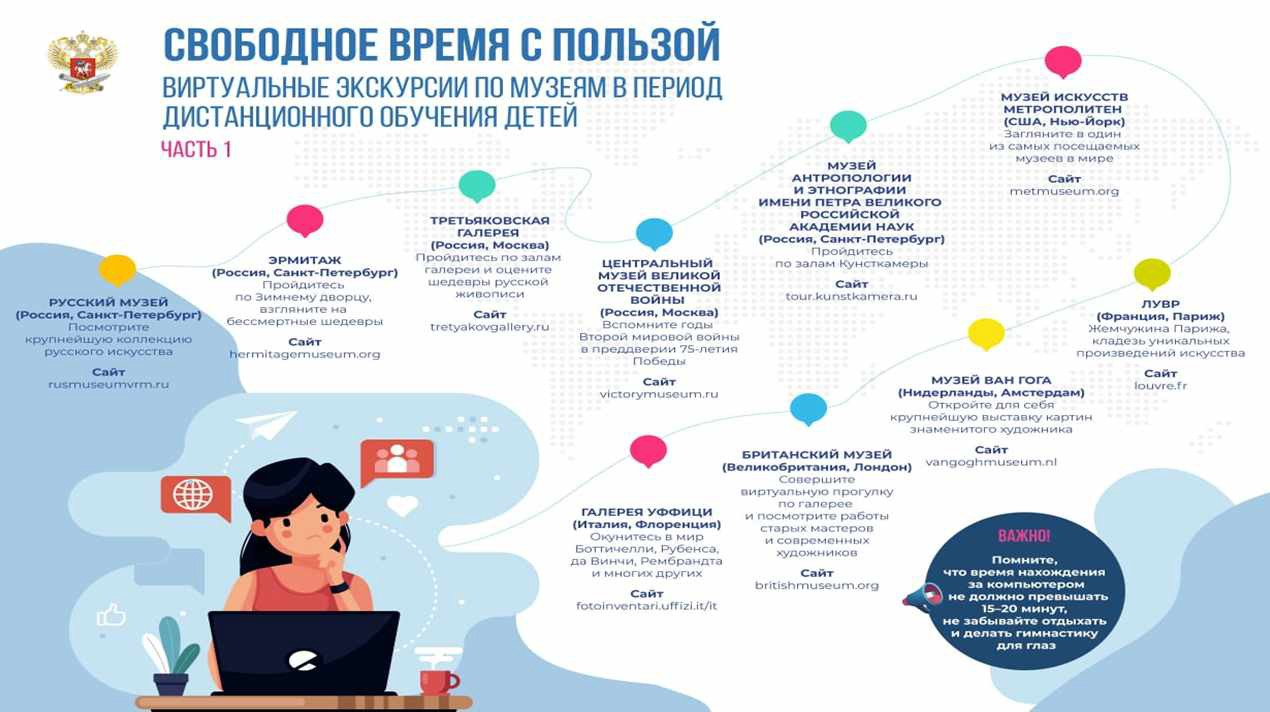 СВОБОДНОЕ ВРЕМЯ С ПОЛЬЗОЙ
ВИРТУАЛЬНЫЕ ЭКСКУРСИИ ПО МУЗЕЯМ В ПЕРИОД
ДИСТАНЦИОННОГО ОБУЧЕНИЯ ДЕТЕЙ
ЧАСТЬ 1
РУССКИЙ МУЗЕЙ
(Россия, Санкт-Петербург)
Посмотрите
крупнейшую коллекцию
русского искусства
Сайт
rusmuseumvrm.ru
ЭРМИТАЖ
(Россия, Санкт-Петербург)
Пройдитесь
по Зимнему дворцу,
взгляните на
бессмертные шедевры
Сайт
hermitagemuseum.org
ТРЕТЬЯКОВСКАЯ
ГАЛЕРЕЯ
(Россия, Москва)
Пройдитесь по залам
галереи и оцените
шедевры русской
живописи
Сайт
tretyakovgallery.ru
ЦЕНТРАЛЬНЫЙ
МУЗЕЙ ВЕЛИКОЙ
ОТЕЧЕСТВЕННОЙ
ВОЙНЫ
(Россия, Москва)
Вспомните годы
Второй мировой войны
в преддверии 75-летия
Победы
Сайт
victorymuseum.ru
МУЗЕЙ
АНТРОПОЛОГИИ
И ЭТНОГРАФИИ
ИМЕНИ ПЕТРА ВЕЛИКОГО
РОССИЙСКОЙ
АКАДЕМИИ НАУК
(Россия, Санкт-Петербург)
Пройдитесь
по залам Кунсткамеры
Сайт
tour.kunstkamera.ru
МУЗЕЙ ИСКУССТВ
МЕТРОПОЛИТЕН
(США, Нью-Йорк)
Загляните в один
из самых посещаемых
музеев в мире
Сайт
metmuseum.org
ЛУВР
(Франция, Париж)
Жемчужина Парижа,
кладезь уникальных
произведений искусства
Сайт
louvre.fr
МУЗЕЙ ВАН ГОГА
(Нидерланды, Амстердам)
Откройте для себя
крупнейшую выставку картин
знаменитого художника
Сайт
vangoghmuseum.nl
БРИТАНСКИЙ МУЗЕЙ
(Великобритания, Лондон)
Совершите
виртуальную прогулку
по галерее
и посмотрите работы
старых мастеров
и современных
художников
Сайт
britishmuseum.org
ГАЛЕРЕЯ УФФИЦИ
(Италия, Флоренция)
Окунитесь в мир
Боттичелли, Рубенса,
да Винчи, Рембрандта
и многих других
Сайт
fotoinventari.uffizi.it/it
ВАЖНО!
Помните,
что время нахождения
за компьютером
не должно превышать
15–20 минут,
не забывайте отдыхать
и делать гимнастику
для глаз